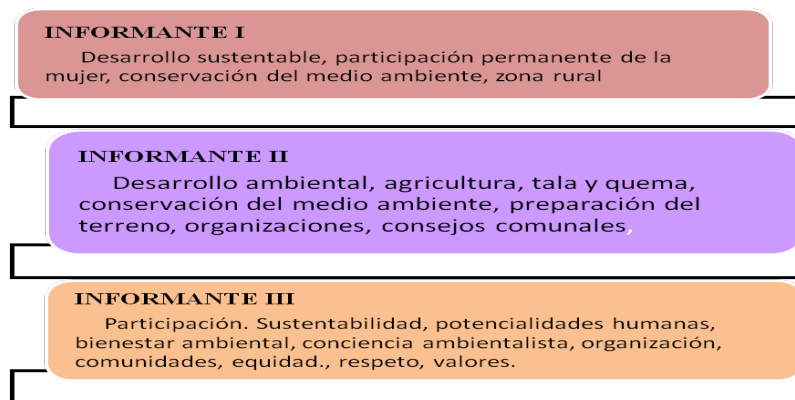 INFORMANTE I
Desarrollo sustentable, participación permanente de la
mujer, conservación del medio ambiente, zona rural
INFORMANTE II
Desarrollo ambiental, agricultura, tala y quema,
conservación del medio ambiente, preparación del
terreno, organizaciones, consejos comunales,
INFORMANTE III
Participación. Sustentabilidad, potencialidades humanas,
bienestar ambiental, conciencia ambientalista, organización,
comunidades, equidad., respeto, valores.